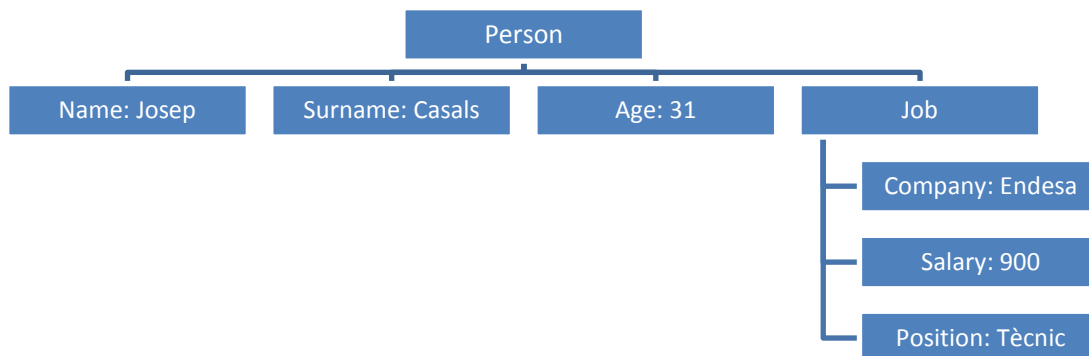 Person
Name: Josep
Surname: Casals
Age: 31
Job
Company: Endesa
Salary: 900
Position: Tècnic